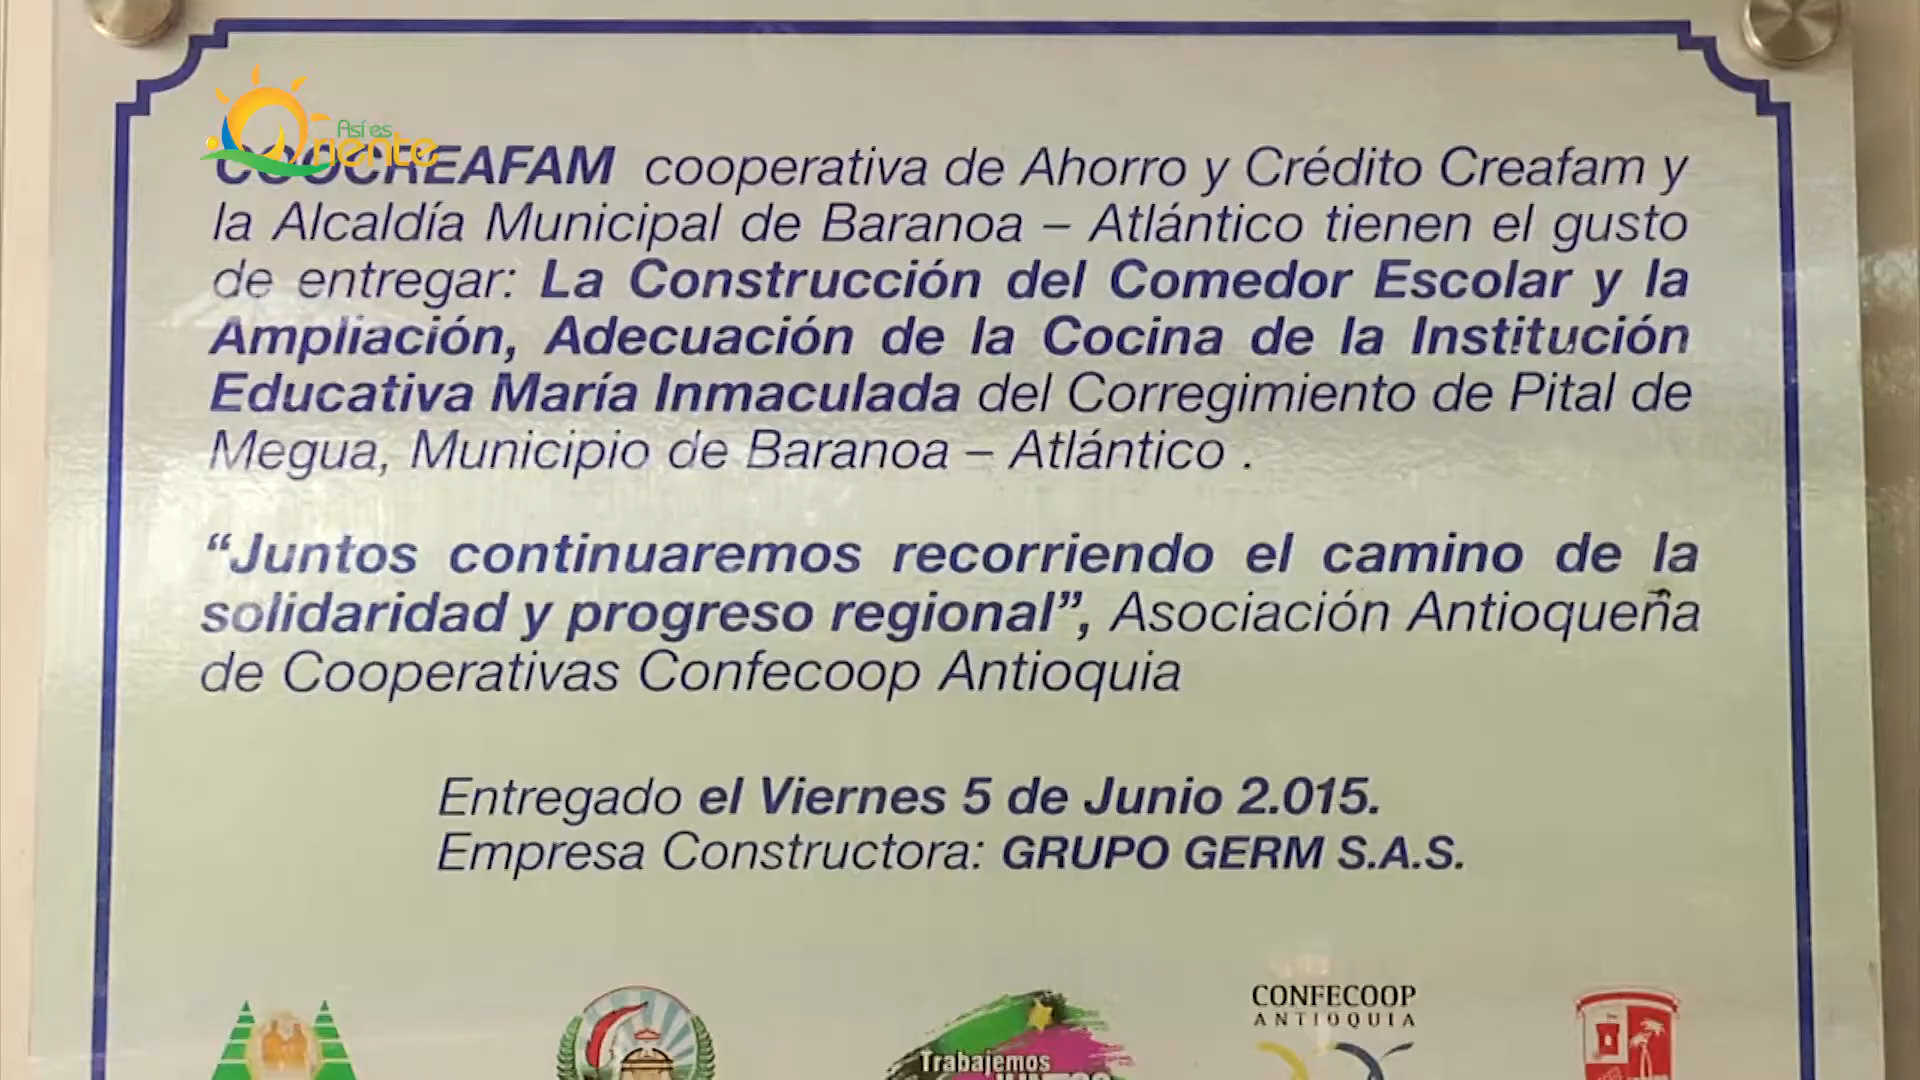 Así es
Oriente
COOCREAFAM cooperativa de Ahorro y Crédito Creafam y
la Alcaldía Municipal de Baranoa – Atlántico tienen el gusto
de entregar: La Construcción del Comedor Escolar y la
Ampliación, Adecuación de la Cocina de la Institución
Educativa María Inmaculada del Corregimiento de Pital de
Megua, Municipio de Baranoa – Atlántico .
“Juntos continuaremos recorriendo el camino de la
solidaridad y progreso regional”, Asociación Antioqueña
de Cooperativas Confecoop Antioquia
Entregado el Viernes 5 de Junio 2.015.
Empresa Constructora: GRUPO GERM S.A.S.
CONFECOOP
ANTIOQUIA
Trabajemos